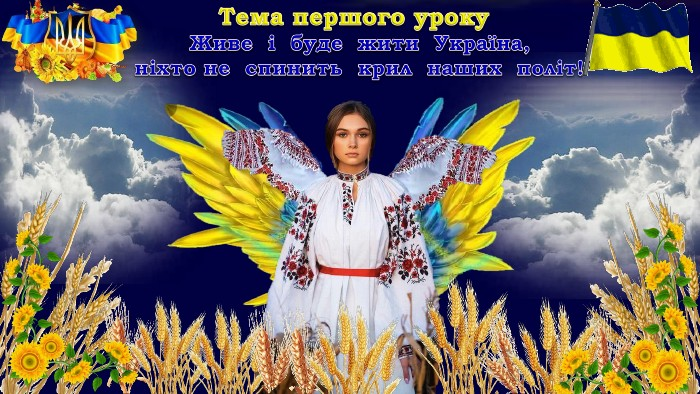 Тема першого уроку
Живе і буде жити Україна,
ніхто не спинить крил наших політ!